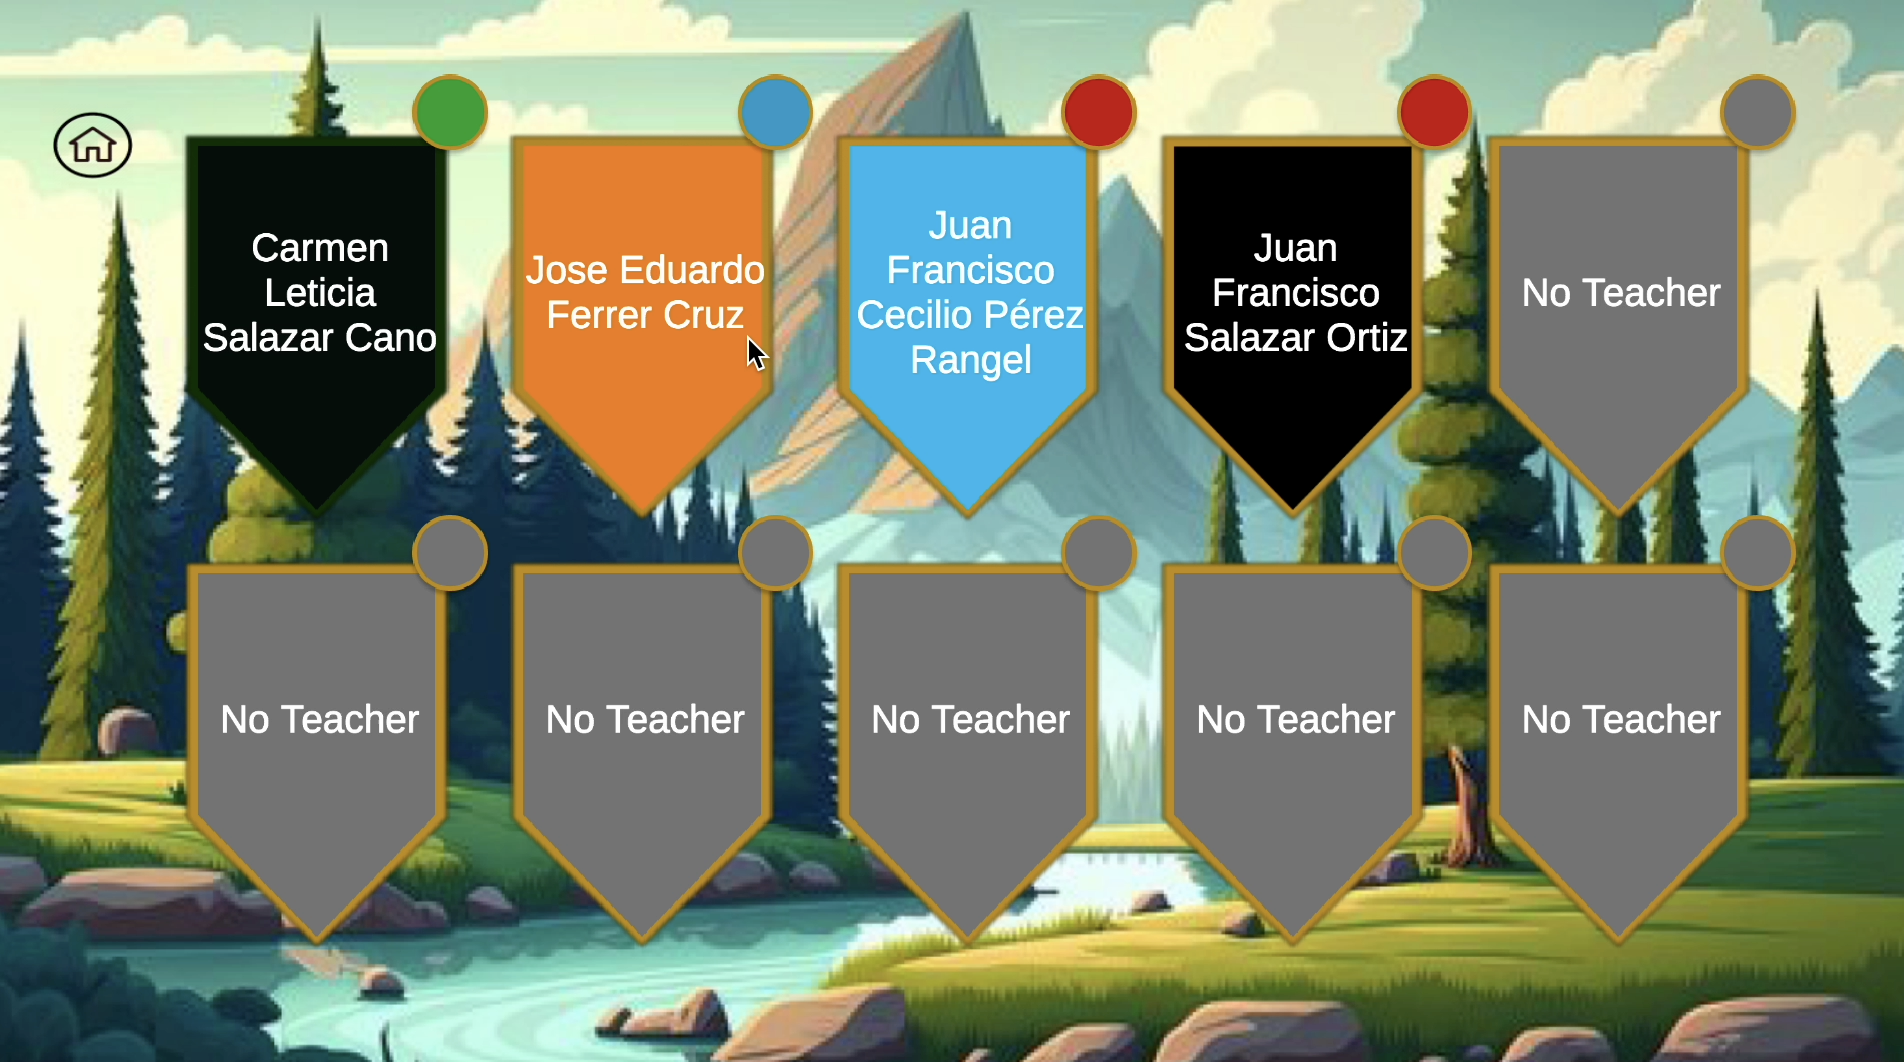 Carmen
Leticia
Salazar Cano
Jose Eduardo
Ferrer Cruz
Juan
Francisco
Cecilio Pérez
Rangel
Juan
Francisco
Salazar Ortiz
No Teacher
No Teacher
No Teacher
No Teacher
No Teacher
No Teacher